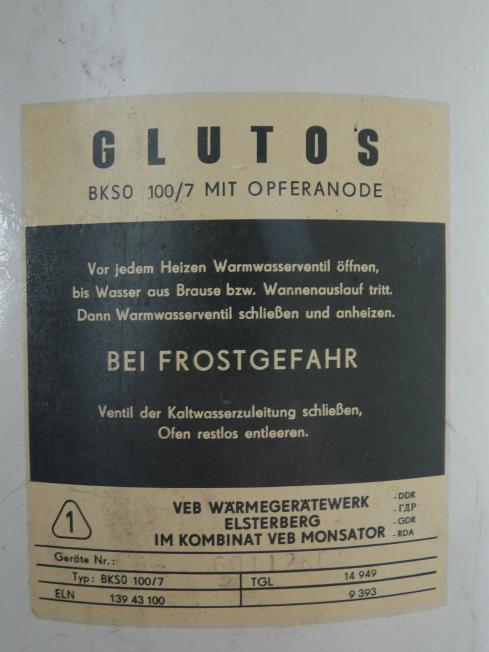 GLUTOS
BKSO 100/7 MIT OPFERANODE
Vor jedem Heizen Warmwasserventil öffnen,
bis Wasser aus Brause bzw. Wannenauslauf tritt.
Dann Warmwasserventil schließen und anheizen.
BEI FROSTGEFAHR
Ventil der Kaltwasserzuleitung schließen,
Ofen restlos entleeren.
1
VEB WÄRMEGERÄTEWERK
ELSTERBERG
IM KOMBINAT VEB MONSATOR
-DDR
-ГДР
-GDR
-RDA
Geräte Nr.:
Typ: BKSO 100/7 TGL 14 949
ELN 139 43 100 9 393